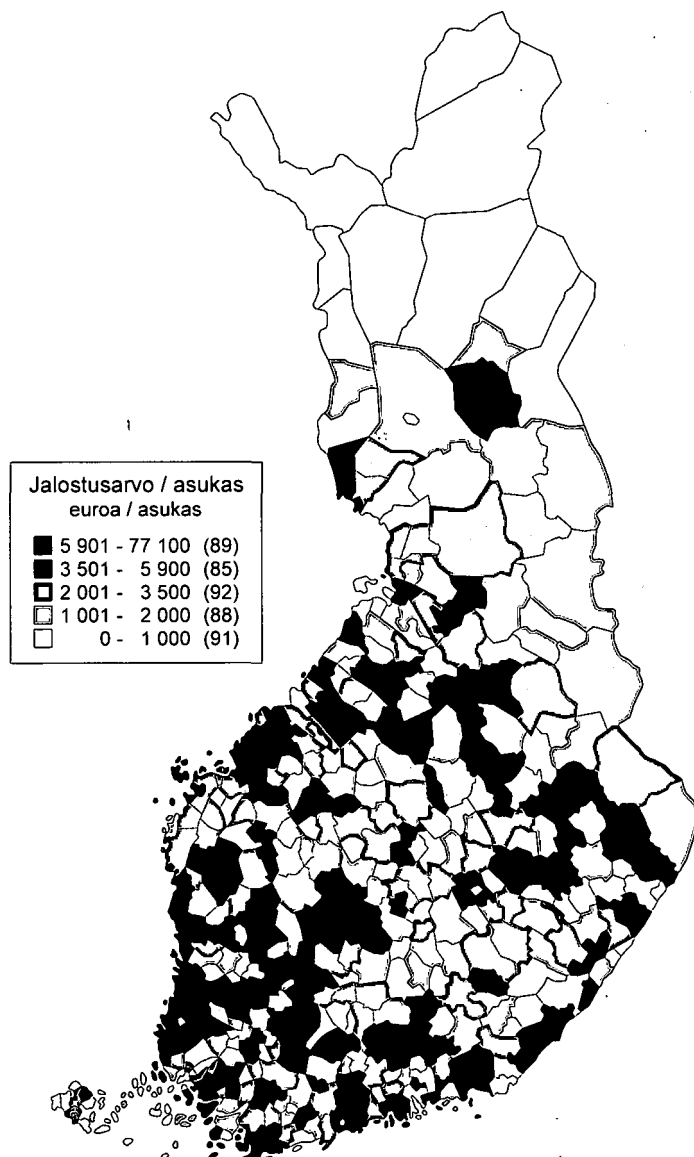 Jalostusarvo / asukas
euroa / asukas
5 901 - 77 100 (89)
3 501 - 5 900 (85)
2 001 - 3 500 (92)
1 001 - 2 000 (88)
0 - 1 000 (91)